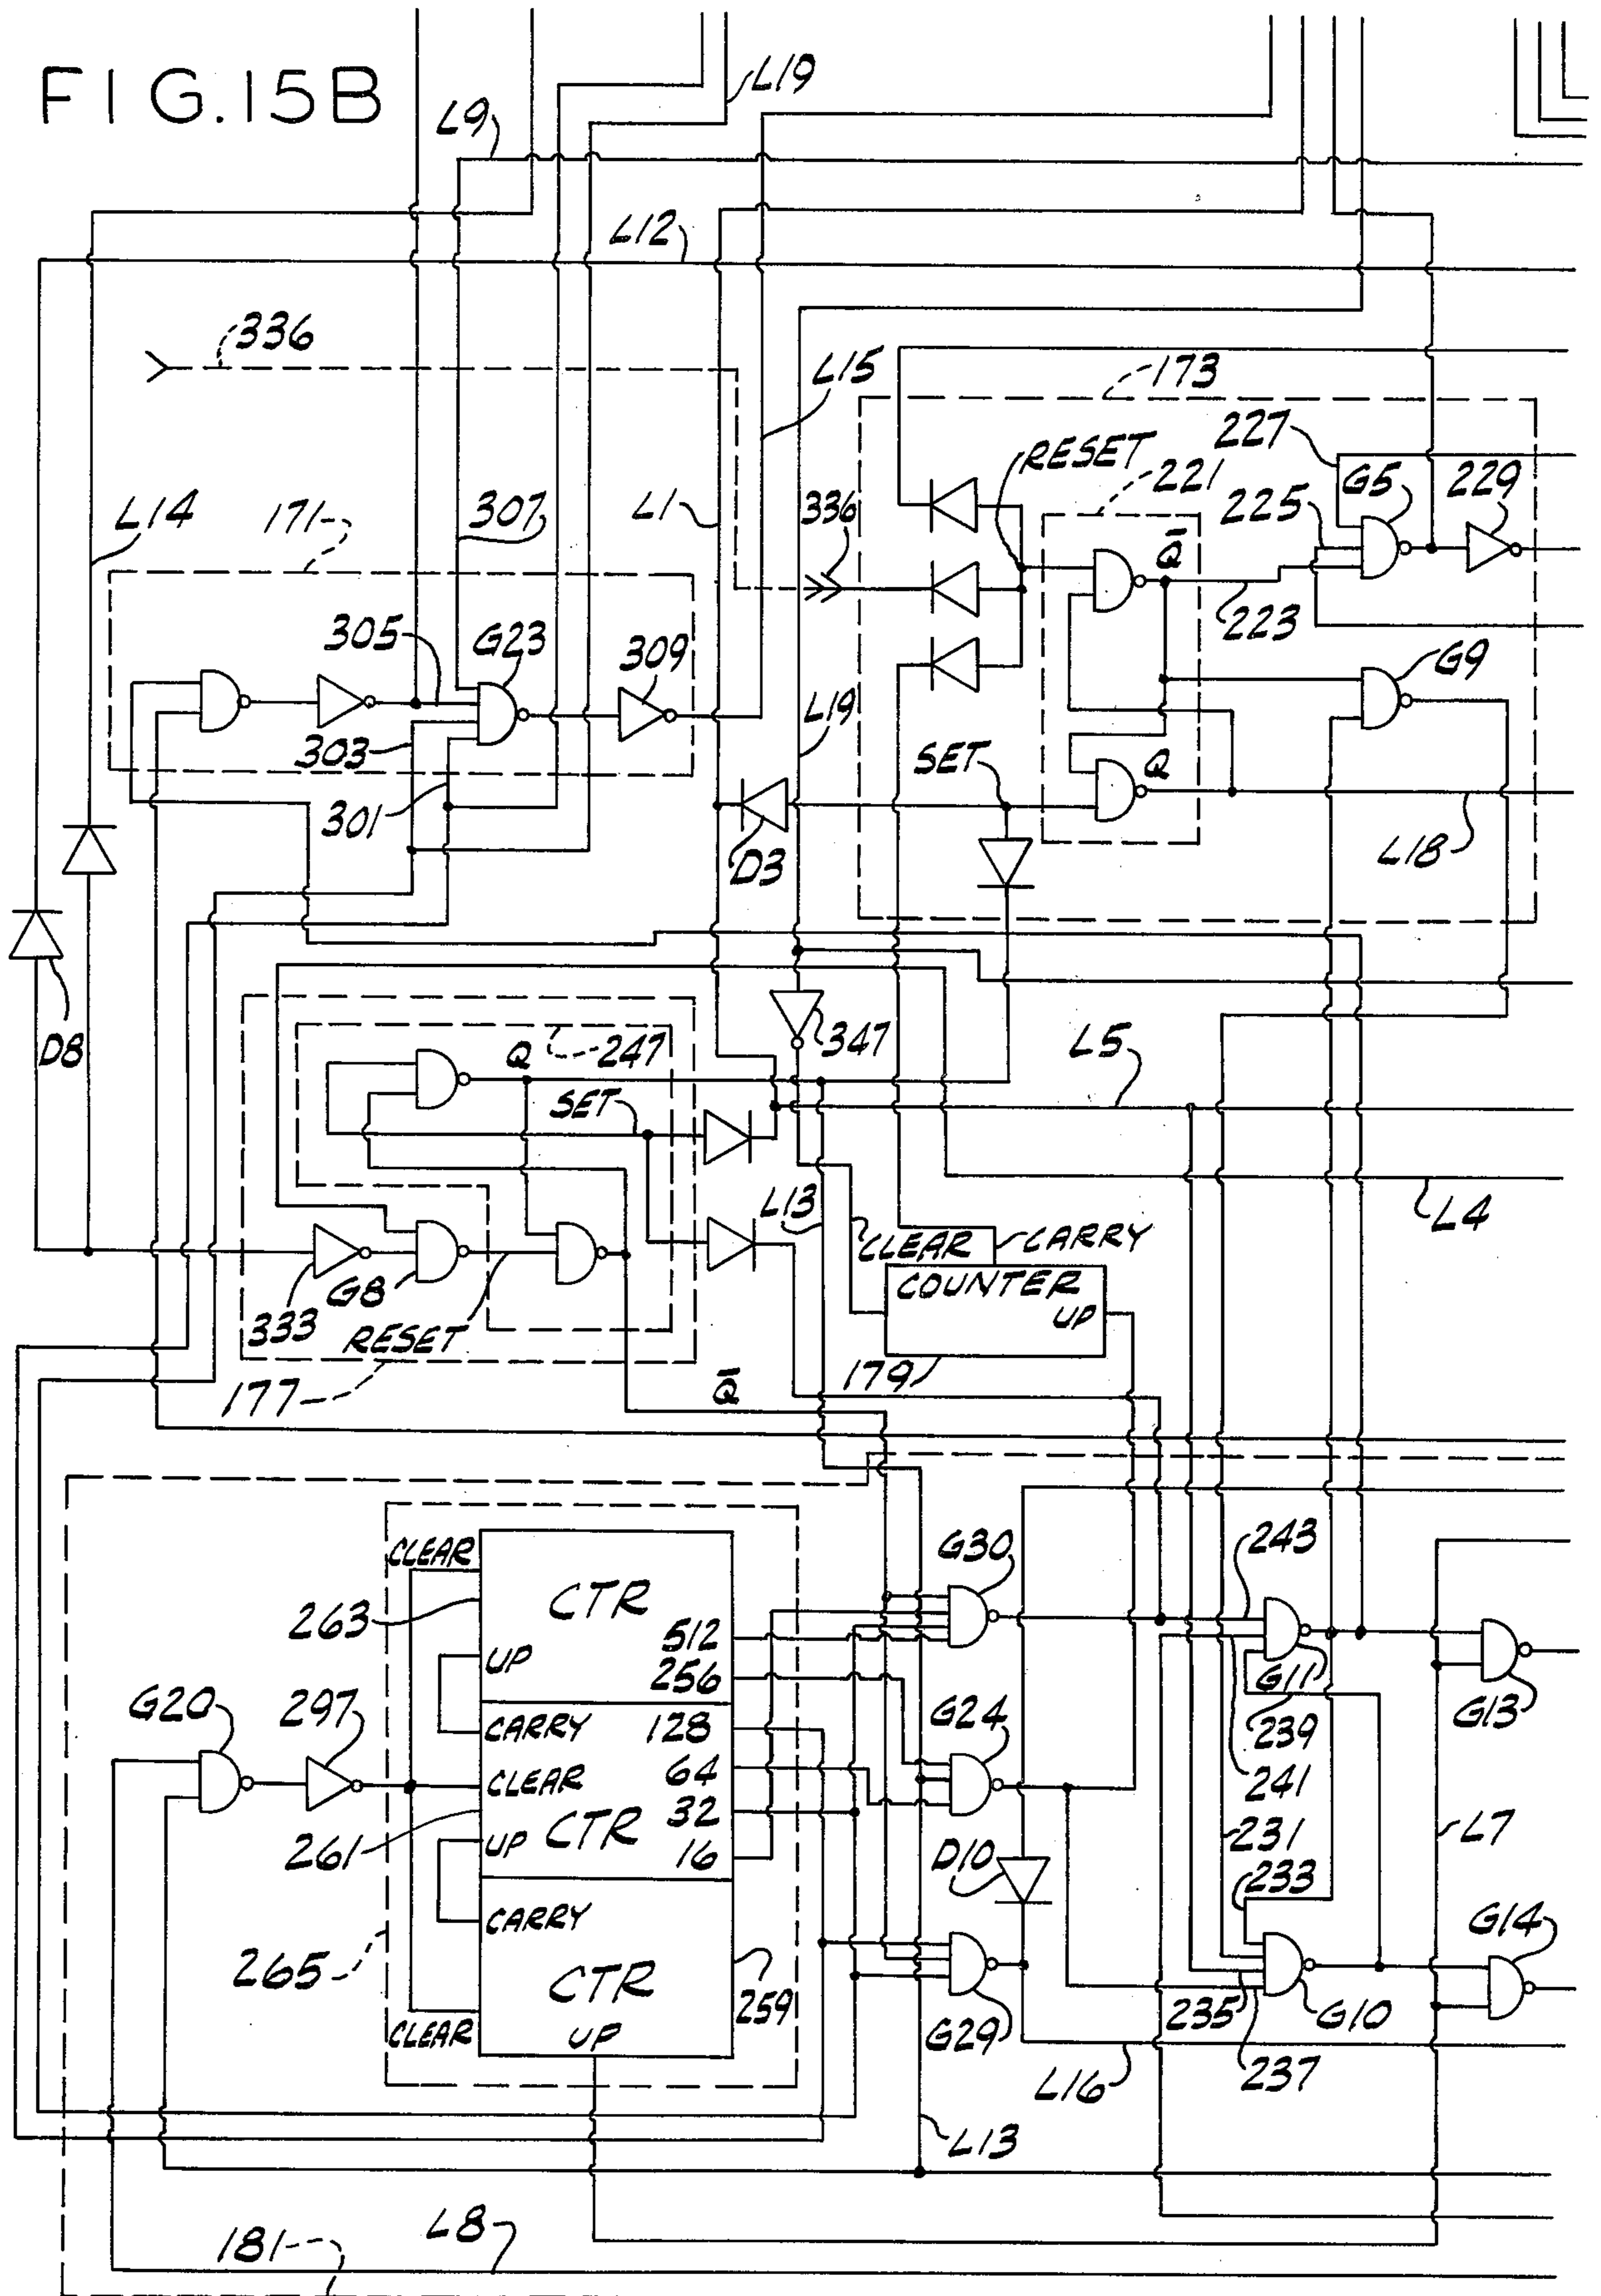 FIG.15B
L19
L9
L12
336
L15
173
RESET
221
227
G5
229
225
L14
171
307
L1
336
Q̄
223
305
G23
309
G9
303
L19
SET
Q
301
D3
L18
D8
Q
247
347
L5
SET
L13
L4
CLEAR
CARRY
COUNTER
UP
333
G8
RESET
179
177
Q̄
CLEAR
CTR
G30
243
263
512
UP
256
G11
G13
G20
297
CARRY
128
G24
239
64
241
CLEAR
32
261
CTR
UP
16
D10
231
L7
233
CARRY
G14
265
CTR
259
235
G10
CLEAR
UP
G29
237
L16
L13
L8
181